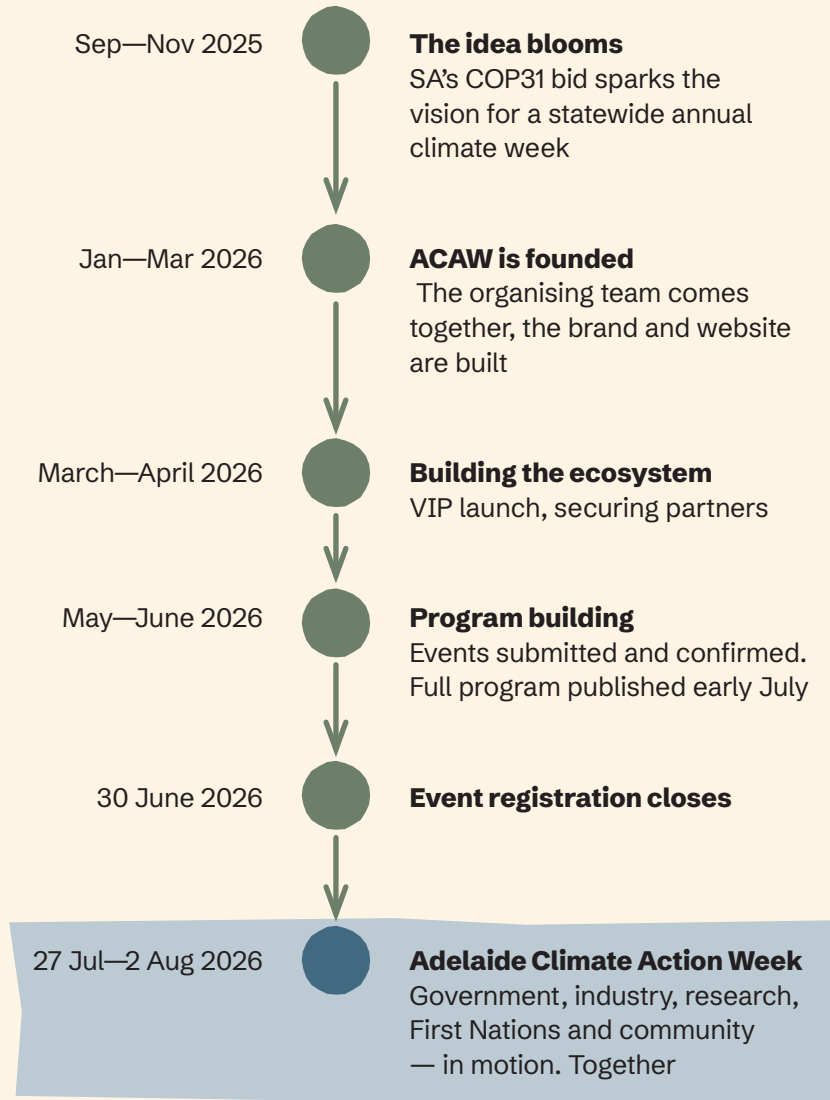 Sep—Nov 2025
The idea blooms
SA's COP31 bid sparks the
vision for a statewide annual
climate week
Jan—Mar 2026
ACAW is founded
The organising team comes
together, the brand and website
are built
March—April 2026
Building the ecosystem
VIP launch, securing partners
May—June 2026
Program building
Events submitted and confirmed.
Full program published early July
30 June 2026
Event registration closes
27 Jul—2 Aug 2026
Adelaide Climate Action Week
Government, industry, research,
First Nations and community
— in motion. Together